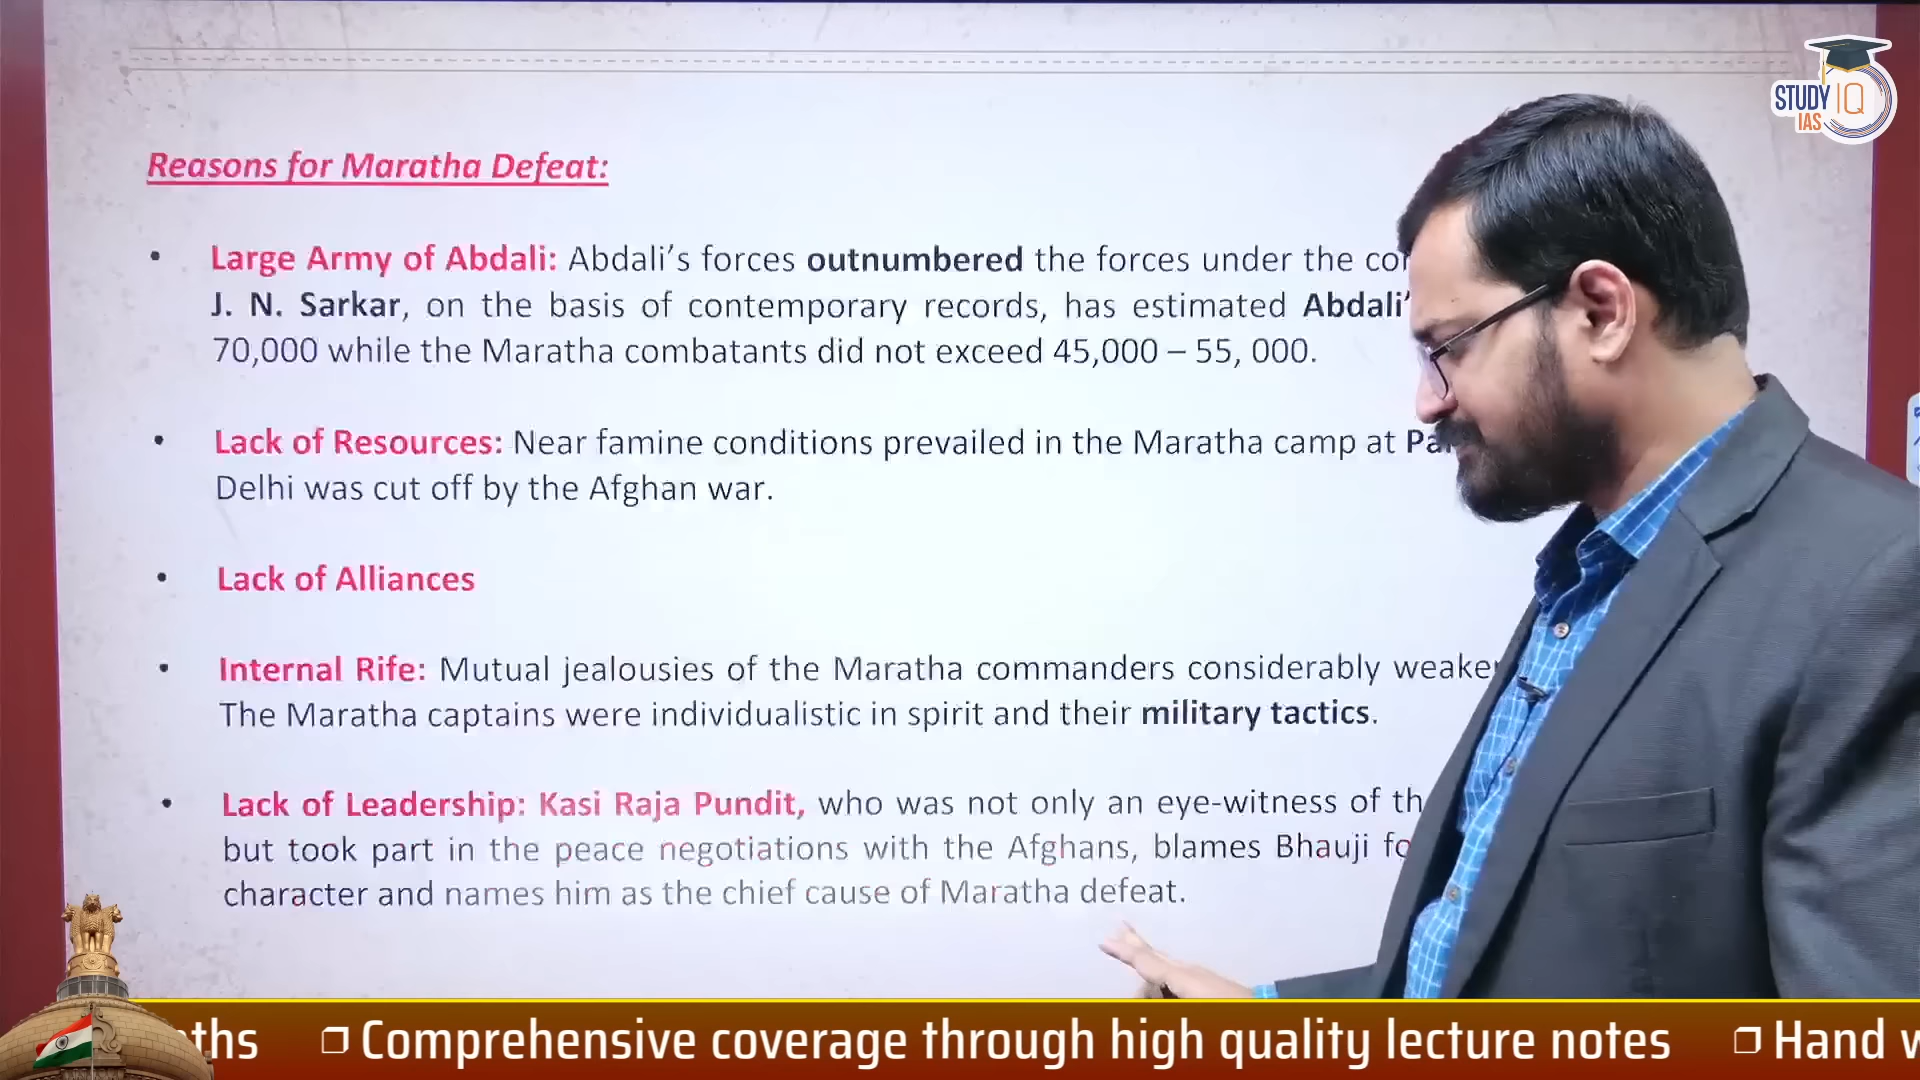 STUDY IQ
IAS
Reasons for Maratha Defeat:
• Large Army of Abdali: Abdali’s forces outnumbered the forces under the
J. N. Sarkar, on the basis of contemporary records, has estimated Abdali’
70,000 while the Maratha combatants did not exceed 45,000 – 55, 000.
• Lack of Resources: Near famine conditions prevailed in the Maratha camp at
Delhi was cut off by the Afghan war.
• Lack of Alliances
• Internal Rife: Mutual jealousies of the Maratha commanders considerably
The Maratha captains were individualistic in spirit and their military tactics.
• Lack of Leadership: Kasi Raja Pundit, who was not only an eye-witness of
but took part in the peace negotiations with the Afghans, blames Bhauji
character and names him as the chief cause of Maratha defeat.
❐ Comprehensive coverage through high quality lecture notes ❐ Hand